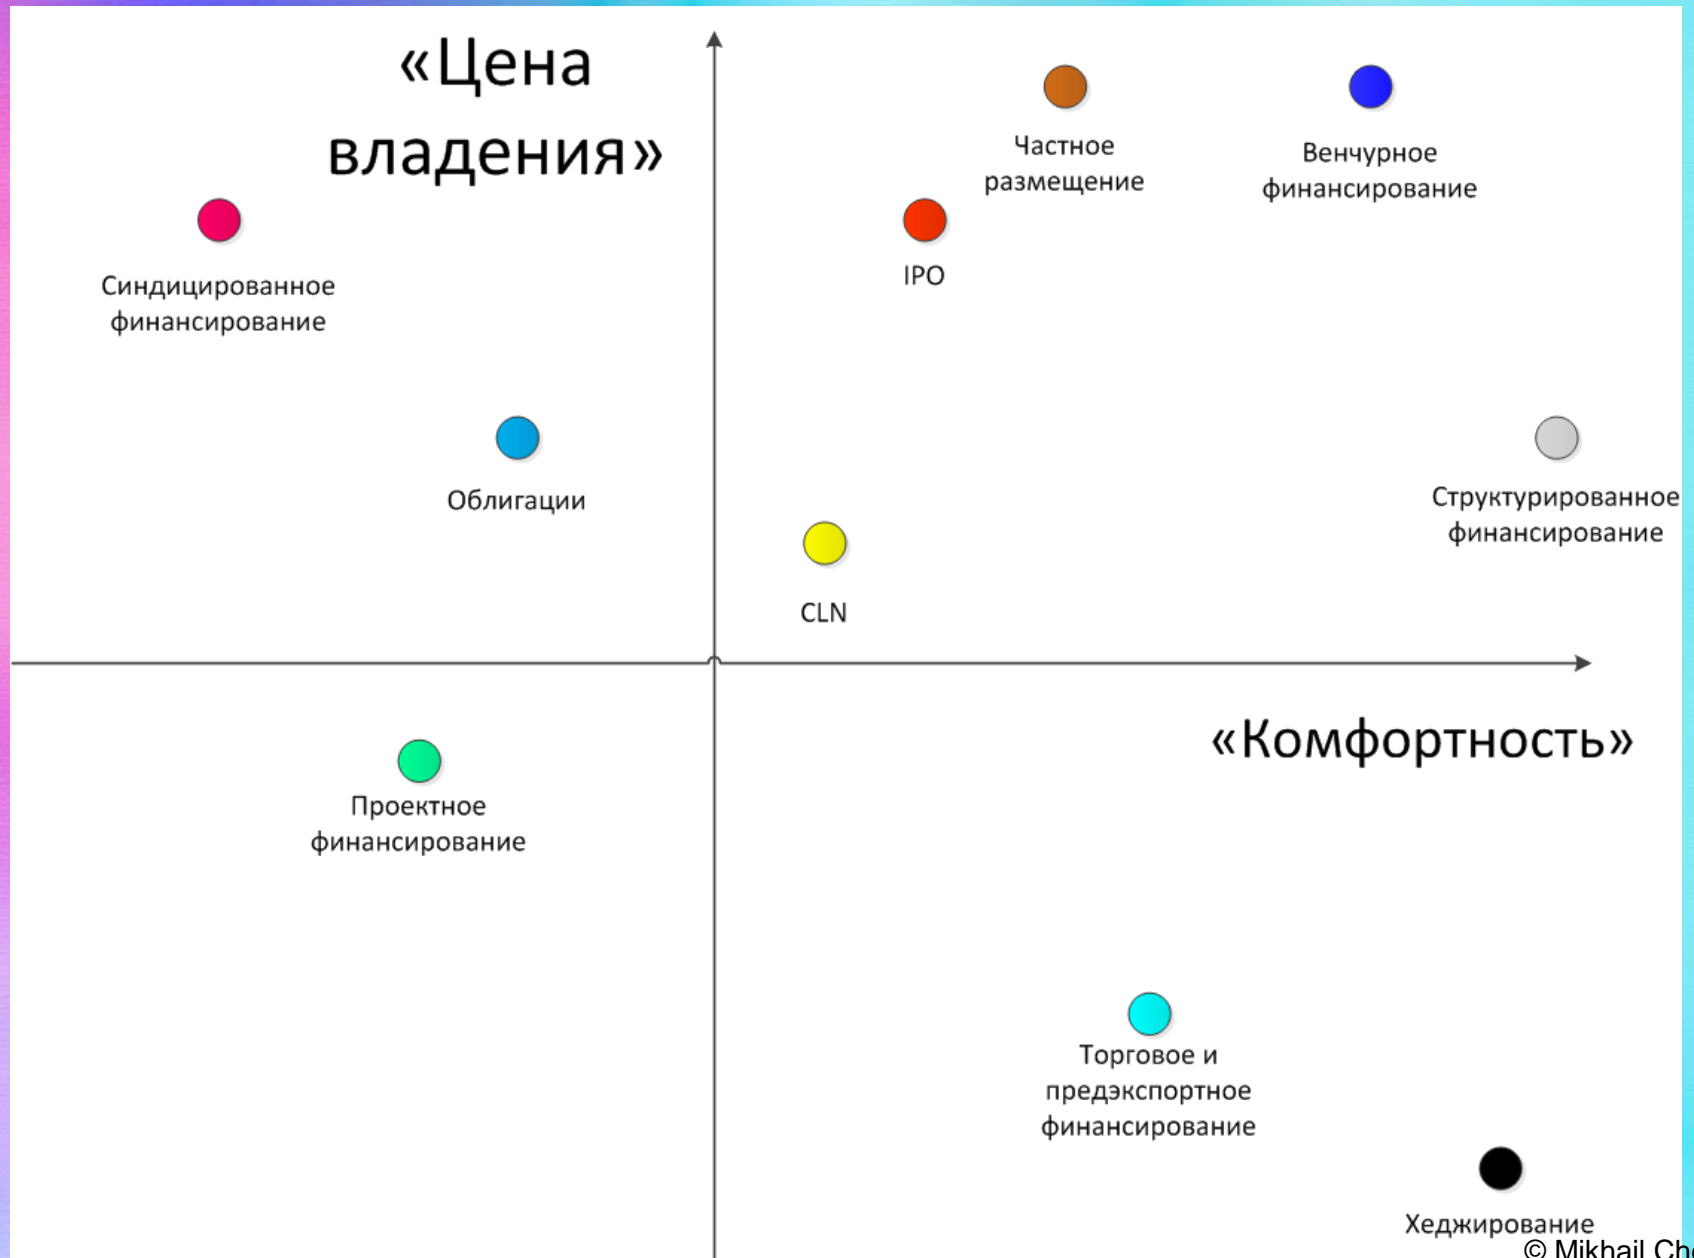 «Цена
владения»
Частное
размещение
Венчурное
финансирование
IPO
Синдицированное
финансирование
Облигации
Структурированное
финансирование
CLN
«Комфортность»
Проектное
финансирование
Торговое и
предэкспортное
финансирование
Хеджирование
© Mikhail